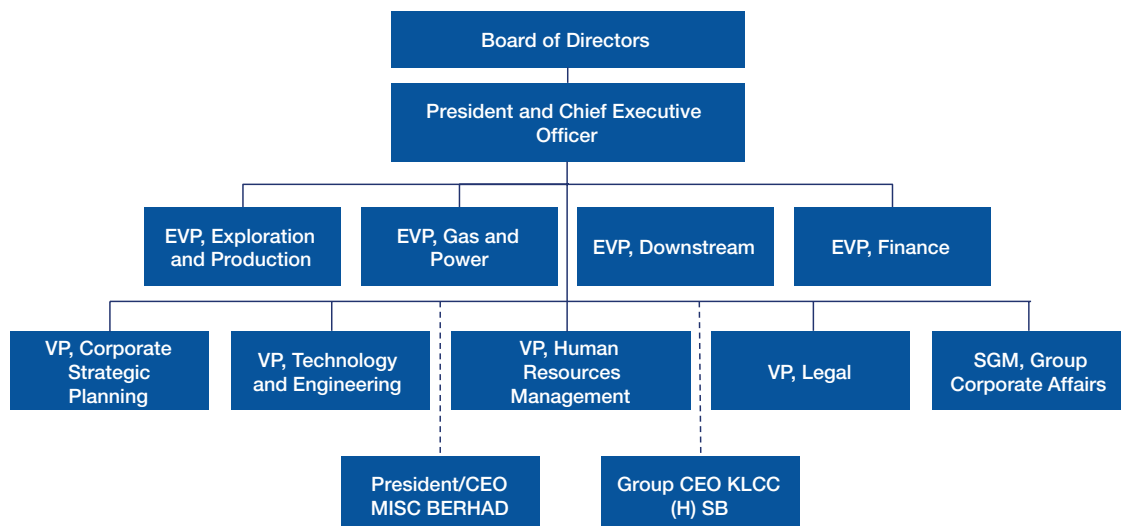 Board of Directors
President and Chief Executive
Officer
EVP, Exploration
and Production
EVP, Gas and
Power
EVP, Downstream
EVP, Finance
VP, Corporate
Strategic
Planning
VP, Technology
and Engineering
VP, Human
Resources
Management
VP, Legal
SGM, Group
Corporate Affairs
President/CEO
MISC BERHAD
Group CEO KLCC
(H) SB